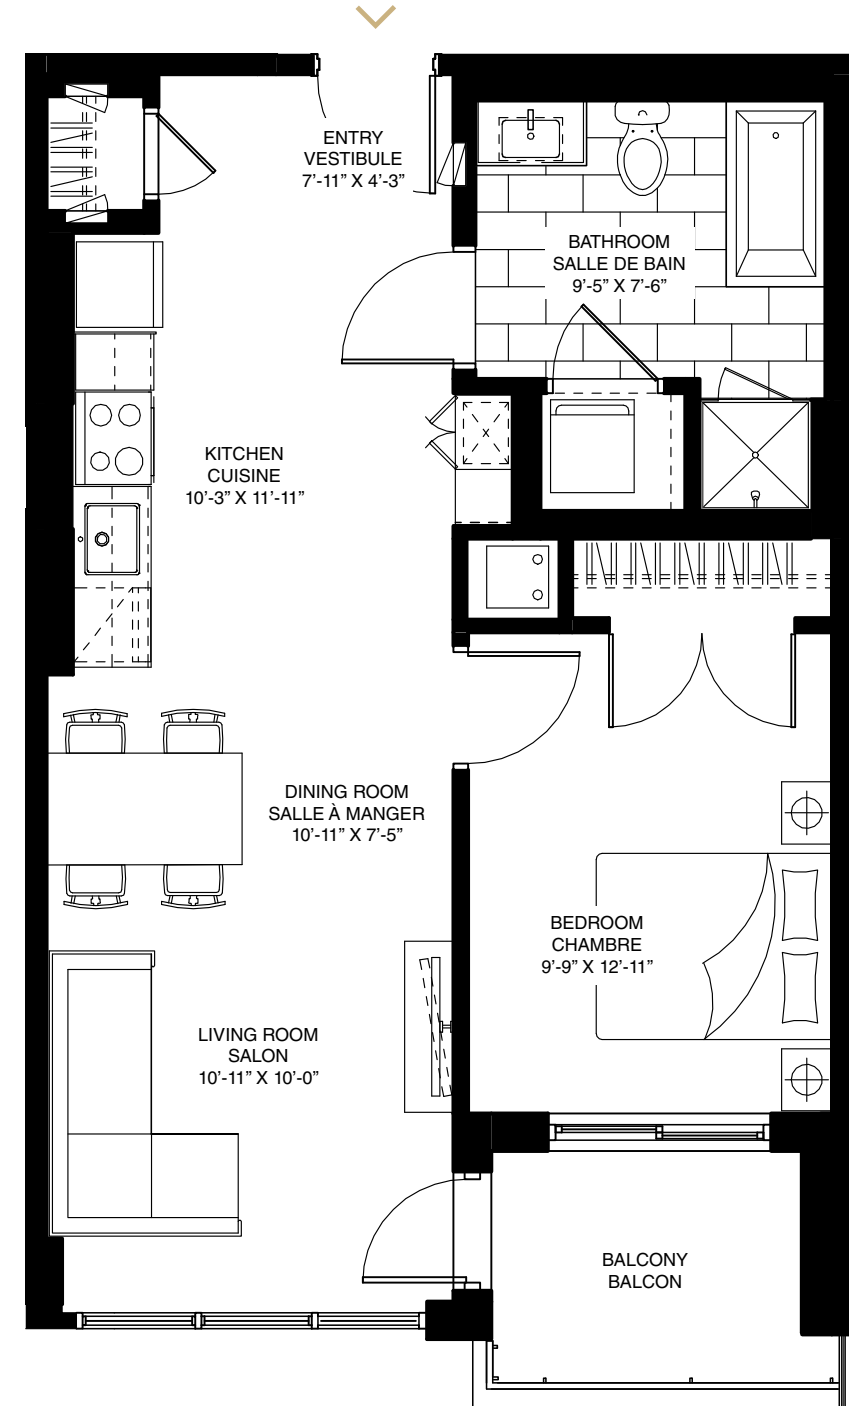 ENTRY
VESTIBULE
7’-11” X 4’-3”
BATHROOM
SALLE DE BAIN
9’-5” X 7’-6”
KITCHEN
CUISINE
10’-3” X 11’-11”
DINING ROOM
SALLE À MANGER
10’-11” X 7’-5”
BEDROOM
CHAMBRE
9’-9” X 12’-11”
LIVING ROOM
SALON
10’-11” X 10’-0”
BALCONY
BALCON